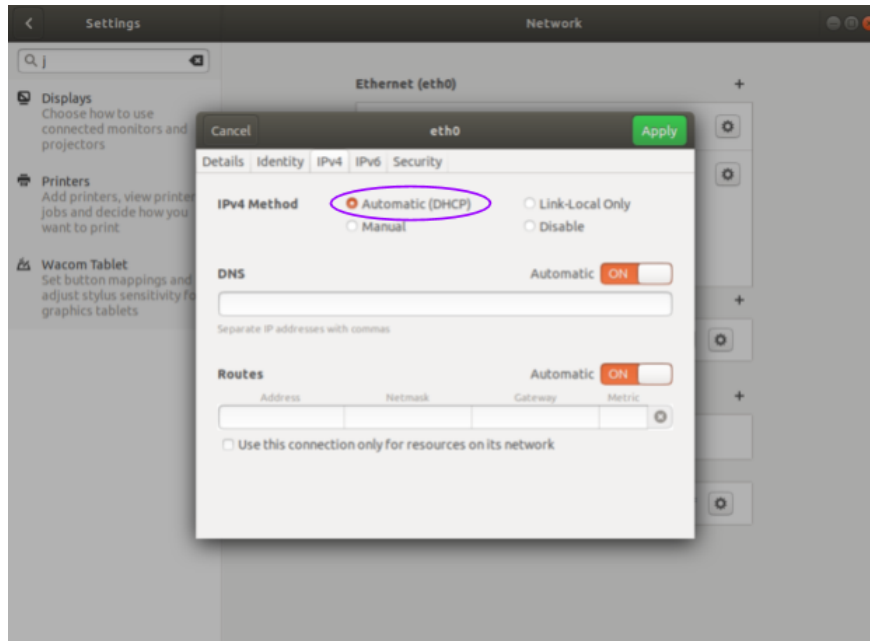 Settings
Network
j
Displays
Choose how to use
connected monitors and
projectors
Printers
Add printers, view printer
jobs and decide how you
want to print
Wacom Tablet
Set button mappings and
adjust stylus sensitivity fo
graphics tablets
Ethernet (eth0)
+
Cancel
eth0
Apply
Details Identity IPv4 IPv6 Security
IPv4 Method
Automatic (DHCP)
Link-Local Only
Manual
Disable
DNS
Automatic
ON
Separate IP addresses with commas
Routes
Automatic
ON
Address Netmask Gateway Metric
Use this connection only for resources on its network
+
+